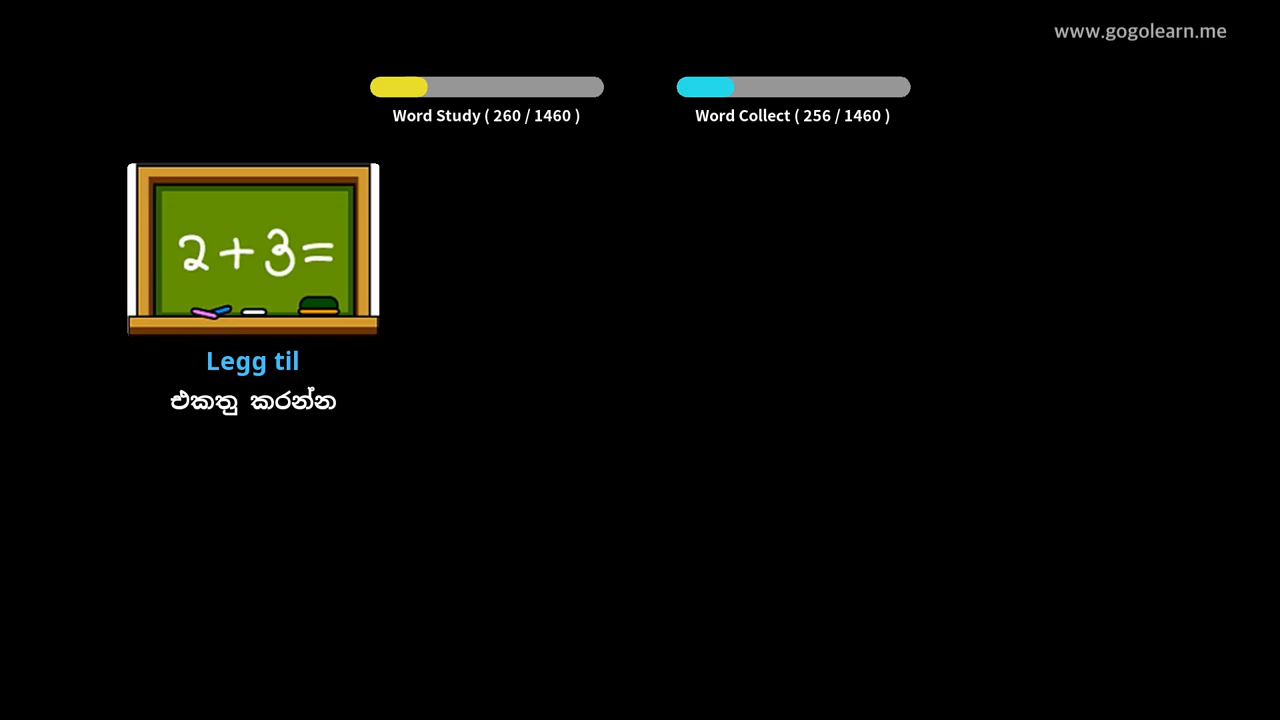 www.gogolearn.me
Word Study ( 260 / 1460 )
Word Collect ( 256 / 1460 )
2+3=
Legg til
එකතු කරන්න